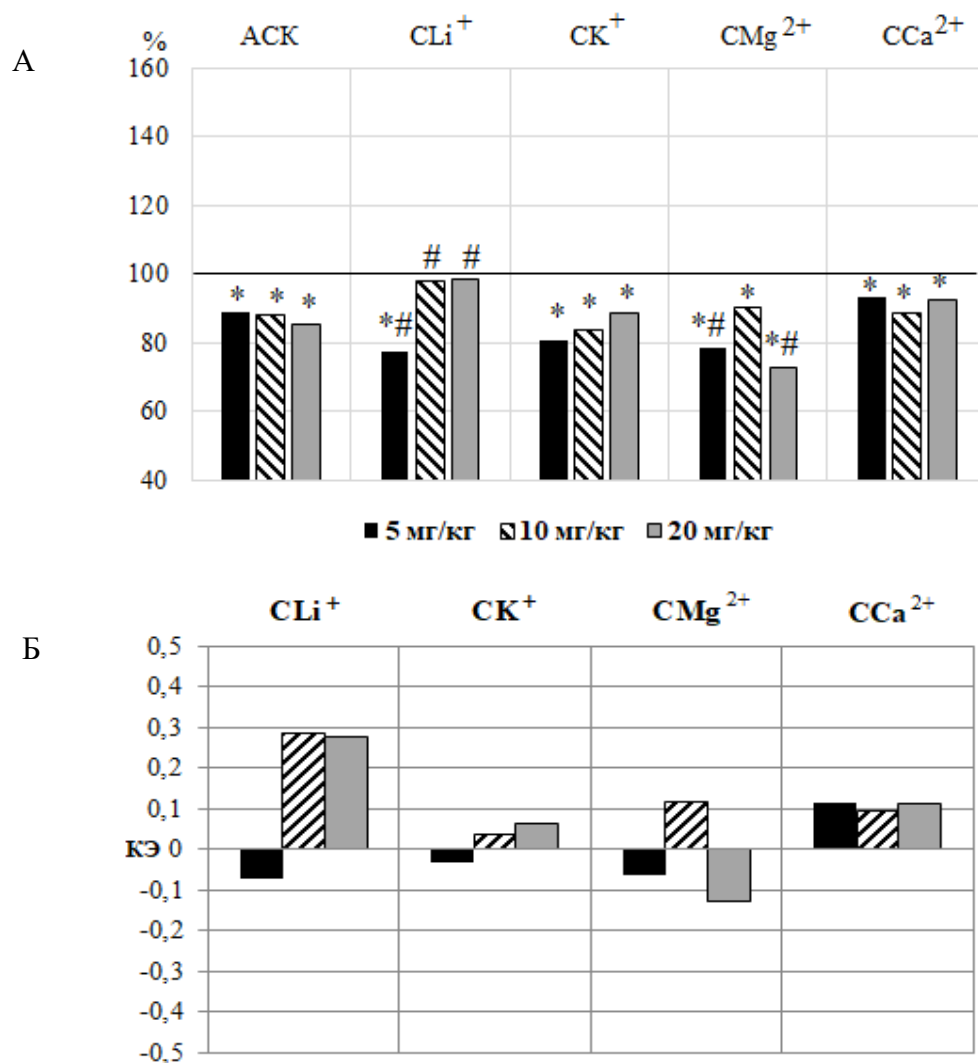 А
% АСК CLi+ CK+ CMg2+ CCa2+
160
140
120
100
80
60
40
* * * *# # # * * * *# * *# * * *
5 мг/кг 10 мг/кг 20 мг/кг
Б
CLi+ CK+ CMg2+ CCa2+
0,5
0,4
0,3
0,2
0,1
КЭ 0
-0,1
-0,2
-0,3
-0,4
-0,5